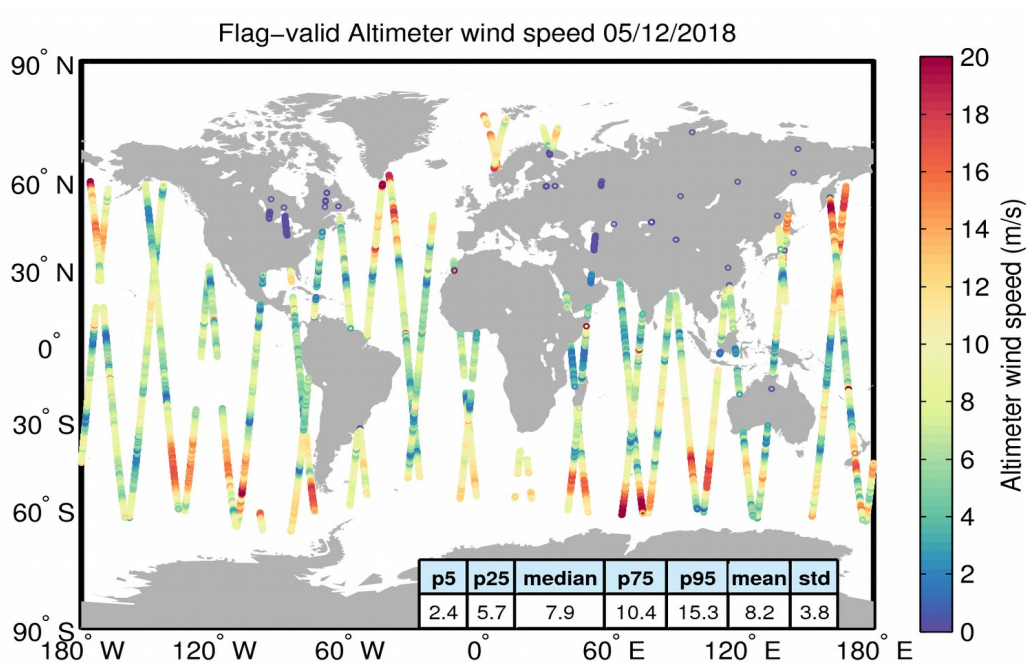 Flag-valid Altimeter wind speed 05/12/2018
90° N
60° N
30° N
0°
30° S
60° S
90° S
180° W
120° W
60° W
0°
60° E
120° E
180° E
p5 p25 median p75 p95 mean std
2.4 5.7 7.9 10.4 15.3 8.2 3.8
20
18
16
14
12
10
8
6
4
2
0
Altimeter wind speed (m/s)